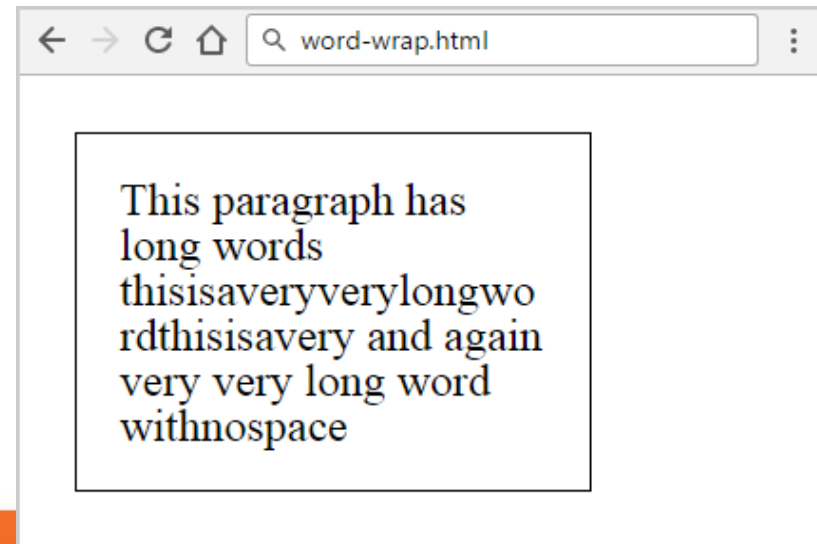 word-wrap.html
This paragraph has
long words
thisisaveryverylongwo
rdthisisavery and again
very very long word
withnospace